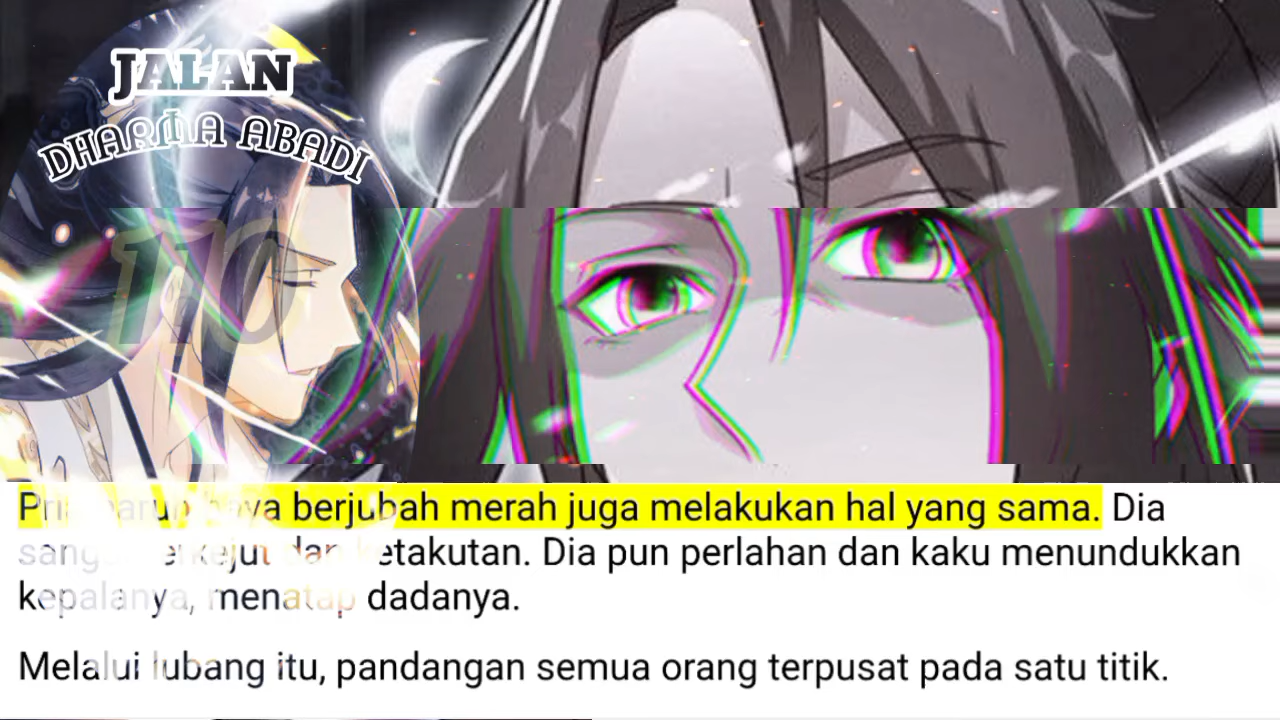 JALAN
DHARMA ABADI
110
Pria paruh baya berjubah merah juga melakukan hal yang sama. Dia
sangat terkejut dan ketakutan. Dia pun perlahan dan kaku menundukkan
kepalanya, menatap dadanya.
Melalui lubang itu, pandangan semua orang terpusat pada satu titik.